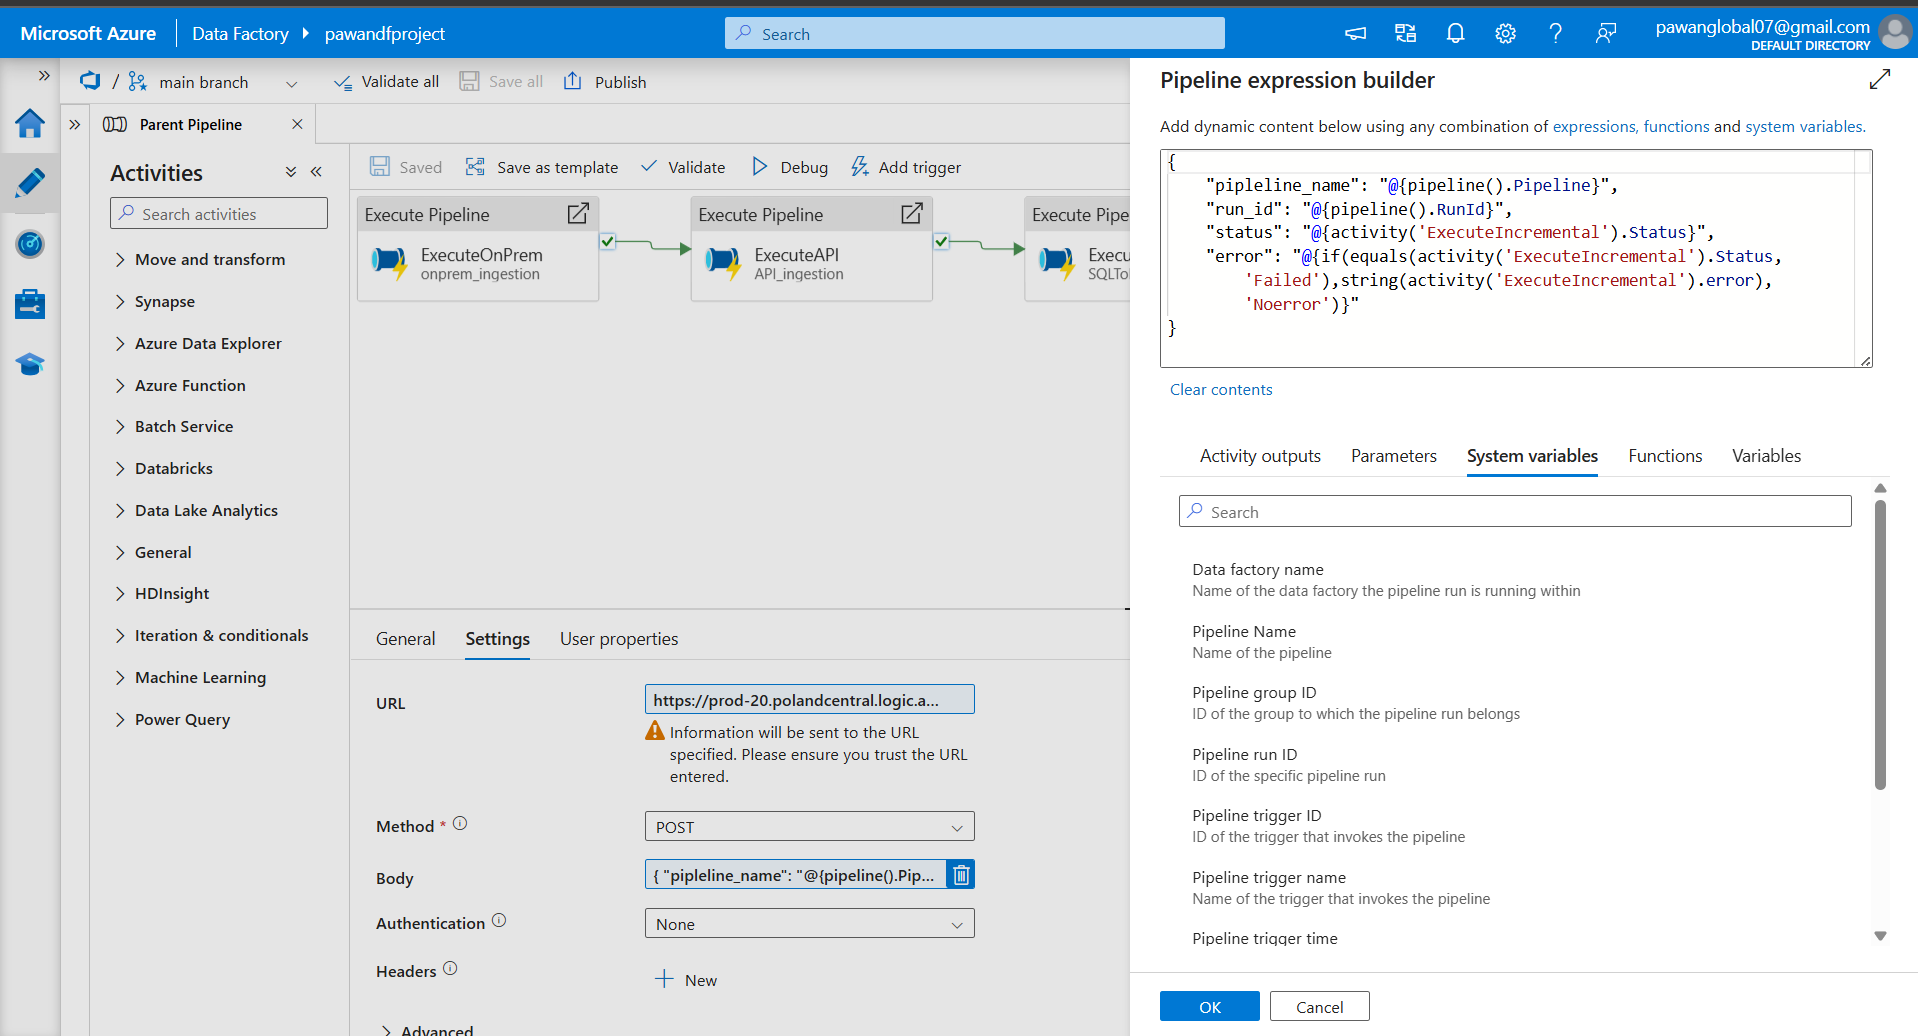 Microsoft Azure
Data Factory
pawandfproject
Search
pawanglobal07@gmail.com
DEFAULT DIRECTORY
/
main branch
Validate all
Save all
Publish
Parent Pipeline
Activities
Search activities
Move and transform
Synapse
Azure Data Explorer
Azure Function
Batch Service
Databricks
Data Lake Analytics
General
HDInsight
Iteration & conditionals
Machine Learning
Power Query
Saved
Save as template
Validate
Debug
Add trigger
Execute Pipeline
ExecuteOnPrem
onprem_ingestion
Execute Pipeline
ExecuteAPI
API_ingestion
Execute Pipe
Execu
SQLTo
General
Settings
User properties
URL
https://prod-20.polandcentral.logic.a...
Information will be sent to the URL
specified. Please ensure you trust the URL
entered.
Method *
POST
Body
{ "pipleline_name": "@{pipeline().Pip...
Authentication
None
Headers
New
Advanced
Pipeline expression builder
Add dynamic content below using any combination of expressions, functions and system variables.
{
"pipleline_name": "@{pipeline().Pipeline}",
"run_id": "@{pipeline().RunId}",
"status": "@{activity('ExecuteIncremental').Status}",
"error": "@{if(equals(activity('ExecuteIncremental').Status,
'Failed'),string(activity('ExecuteIncremental').error),
'Noerror')}"
}
Clear contents
Activity outputs
Parameters
System variables
Functions
Variables
Search
Data factory name
Name of the data factory the pipeline run is running within
Pipeline Name
Name of the pipeline
Pipeline group ID
ID of the group to which the pipeline run belongs
Pipeline run ID
ID of the specific pipeline run
Pipeline trigger ID
ID of the trigger that invokes the pipeline
Pipeline trigger name
Name of the trigger that invokes the pipeline
Pipeline trigger time
OK
Cancel